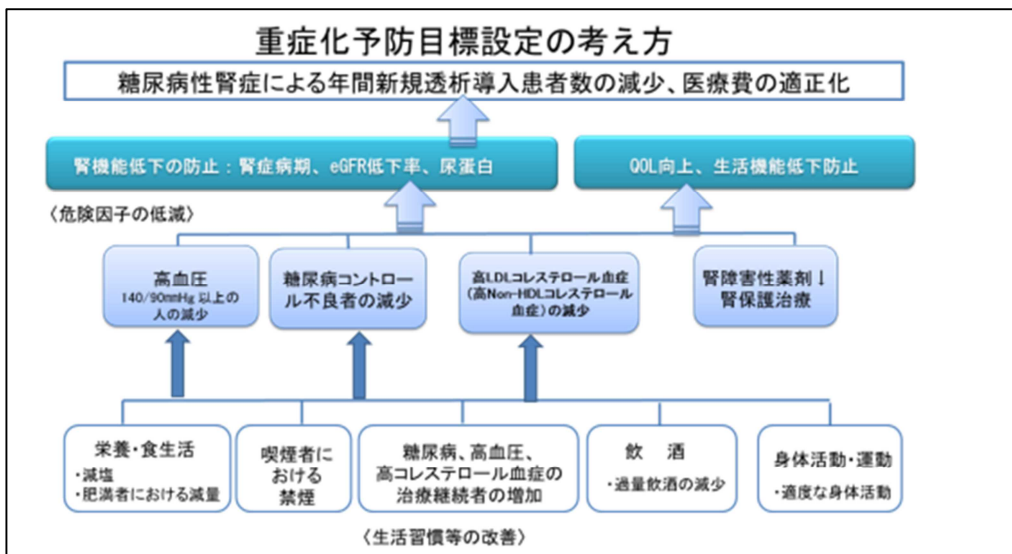 重症化予防目標設定の考え方
糖尿病性腎症による年間新規透析導入患者数の減少、医療費の適正化
腎機能低下の防止：腎症病期、eGFR低下率、尿蛋白
QOL向上、生活機能低下防止
〈危険因子の低減〉
高血圧
140/90mmHg以上の
人の減少
糖尿病コントロー
ル不良者の減少
高LDLコレステロール血症
(高Non-HDLコレステロール
血症)の減少
腎障害性薬剤↓
腎保護治療
栄養・食生活
・減塩
・肥満者における減量
喫煙者に
おける
禁煙
糖尿病、高血圧、
高コレステロール血症の
治療継続者の増加
飲　酒
・過量飲酒の減少
身体活動・運動
・適度な身体活動
〈生活習慣等の改善〉